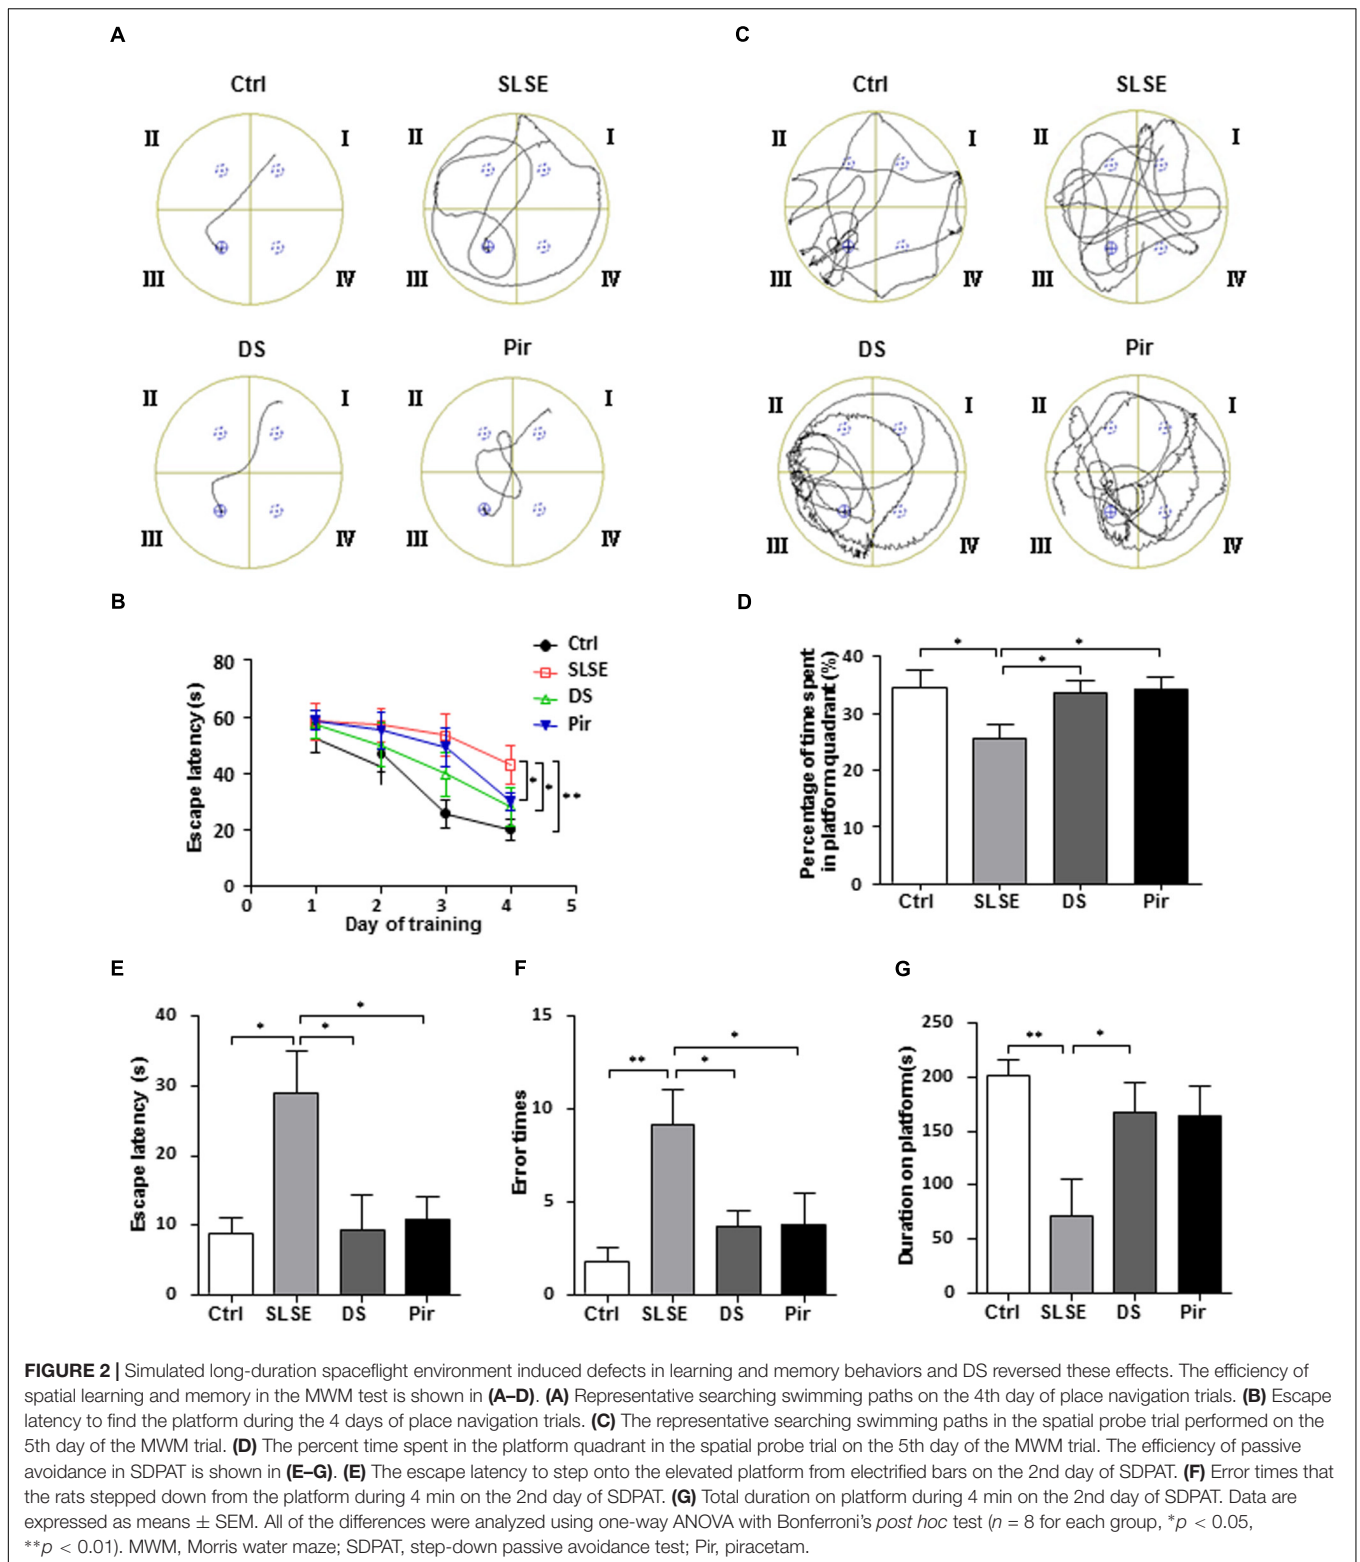 A
Ctrl
SLSE
II
I
II
I
III
IV
III
IV
DS
Pir
II
I
II
I
III
IV
III
IV
C
Ctrl
SLSE
II
I
II
I
III
IV
III
IV
DS
Pir
II
I
II
I
III
IV
III
IV
B
Ctrl
SLSE
DS
Pir
Escape latency (s)
80
60
40
20
0
* * **
0 1 2 3 4 5
Day of training
D
* * *
Percentage of time spent
in platform quadrant (%)
40
30
20
10
0
Ctrl SLSE DS Pir
E
* * *
Escape latency (s)
40
30
20
10
0
Ctrl SLSE DS Pir
F
** * *
Error times
15
10
5
0
Ctrl SLSE DS Pir
G
** *
Duration on platform(s)
250
200
150
100
50
0
Ctrl SLSE DS Pir
FIGURE 2 | Simulated long-duration spaceflight environment induced defects in learning and memory behaviors and DS reversed these effects. The efficiency of
spatial learning and memory in the MWM test is shown in (A–D). (A) Representative searching swimming paths on the 4th day of place navigation trials. (B) Escape
latency to find the platform during the 4 days of place navigation trials. (C) The representative searching swimming paths in the spatial probe trial performed on the
5th day of the MWM trial. (D) The percent time spent in the platform quadrant in the spatial probe trial on the 5th day of the MWM trial. The efficiency of passive
avoidance in SDPAT is shown in (E–G). (E) The escape latency to step onto the elevated platform from electrified bars on the 2nd day of SDPAT. (F) Error times that
the rats stepped down from the platform during 4 min on the 2nd day of SDPAT. (G) Total duration on platform during 4 min on the 2nd day of SDPAT. Data are
expressed as means ± SEM. All of the differences were analyzed using one-way ANOVA with Bonferroni's post hoc test (n = 8 for each group, *p < 0.05,
**p < 0.01). MWM, Morris water maze; SDPAT, step-down passive avoidance test; Pir, piracetam.